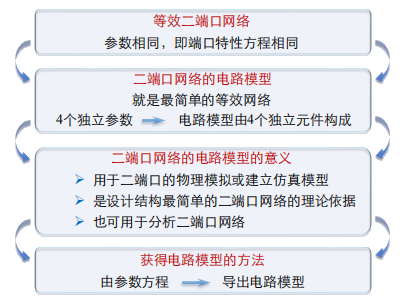 等效二端口网络
参数相同，即端口特性方程相同
二端口网络的电路模型
就是最简单的等效网络
4个独立参数 电路模型由4个独立元件构成
二端口网络的电路模型的意义
用于二端口的物理模拟或建立仿真模型
是设计结构最简单的二端口网络的理论依据
也可用于分析二端口网络
获得电路模型的方法
由参数方程 导出电路模型